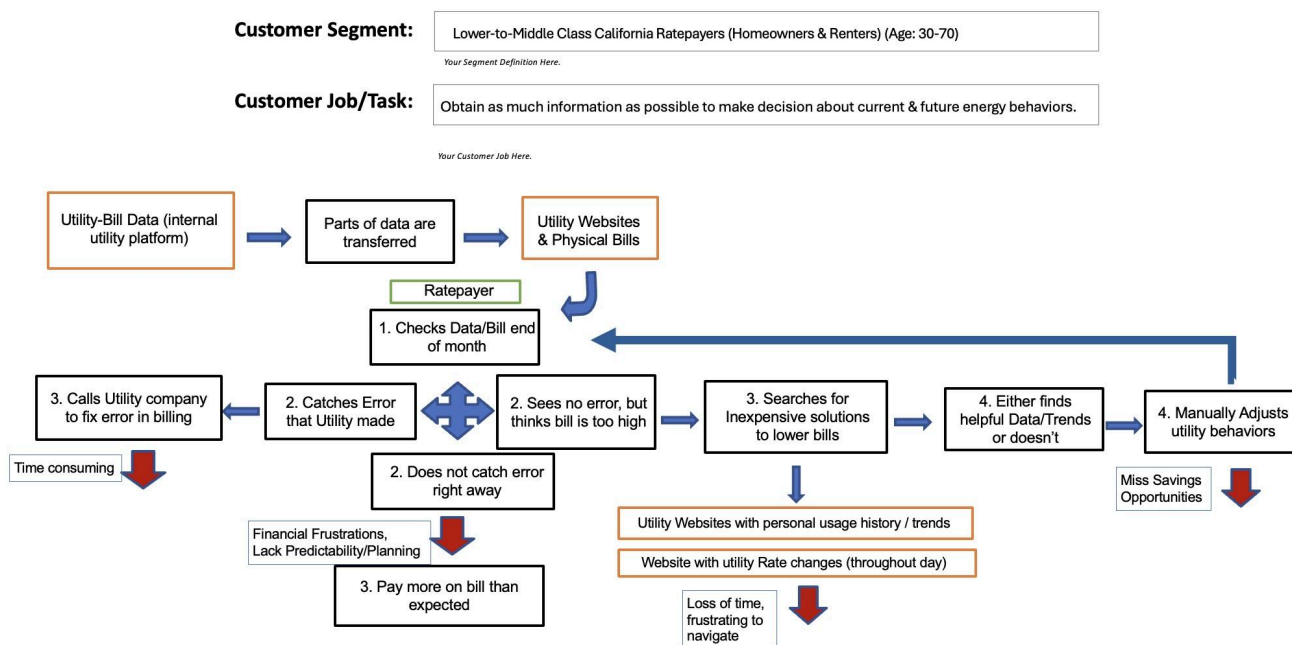 Customer Segment:
Lower-to-Middle Class California Ratepayers (Homeowners & Renters) (Age: 30-70)
Your Segment Definition Here.
Customer Job/Task:
Obtain as much information as possible to make decision about current & future energy behaviors.
Your Customer Job Here.
Utility-Bill Data (internal
utility platform)
Parts of data are
transferred
Utility Websites
& Physical Bills
Ratepayer
1. Checks Data/Bill end
of month
3. Calls Utility company
to fix error in billing
2. Catches Error
that Utility made
2. Sees no error, but
thinks bill is too high
3. Searches for
Inexpensive solutions
to lower bills
4. Either finds
helpful Data/Trends
or doesn't
4. Manually Adjusts
utility behaviors
Time consuming
2. Does not catch error
right away
Miss Savings
Opportunities
Financial Frustrations,
Lack Predictability/Planning
3. Pay more on bill than
expected
Utility Websites with personal usage history / trends
Website with utility Rate changes (throughout day)
Loss of time,
frustrating to
navigate